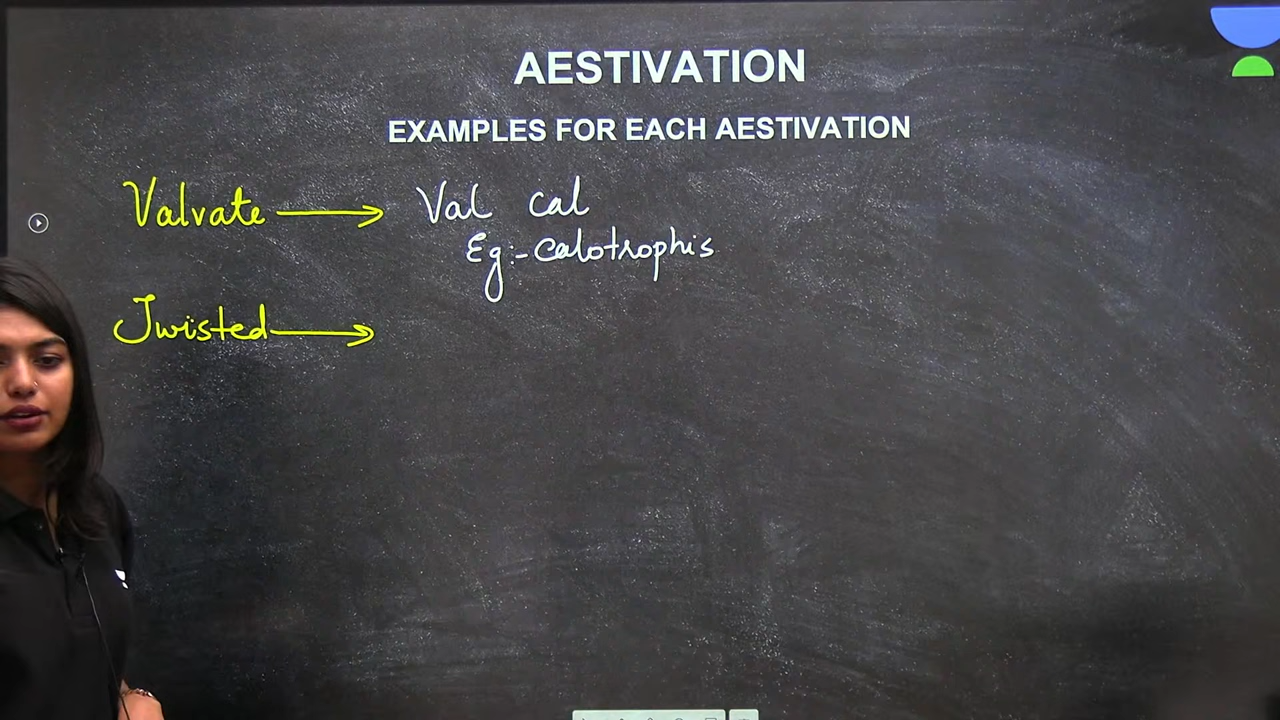 AESTIVATION
EXAMPLES FOR EACH AESTIVATION
Valvate → Val cal
Eg:- Calotrophis
Twisted →